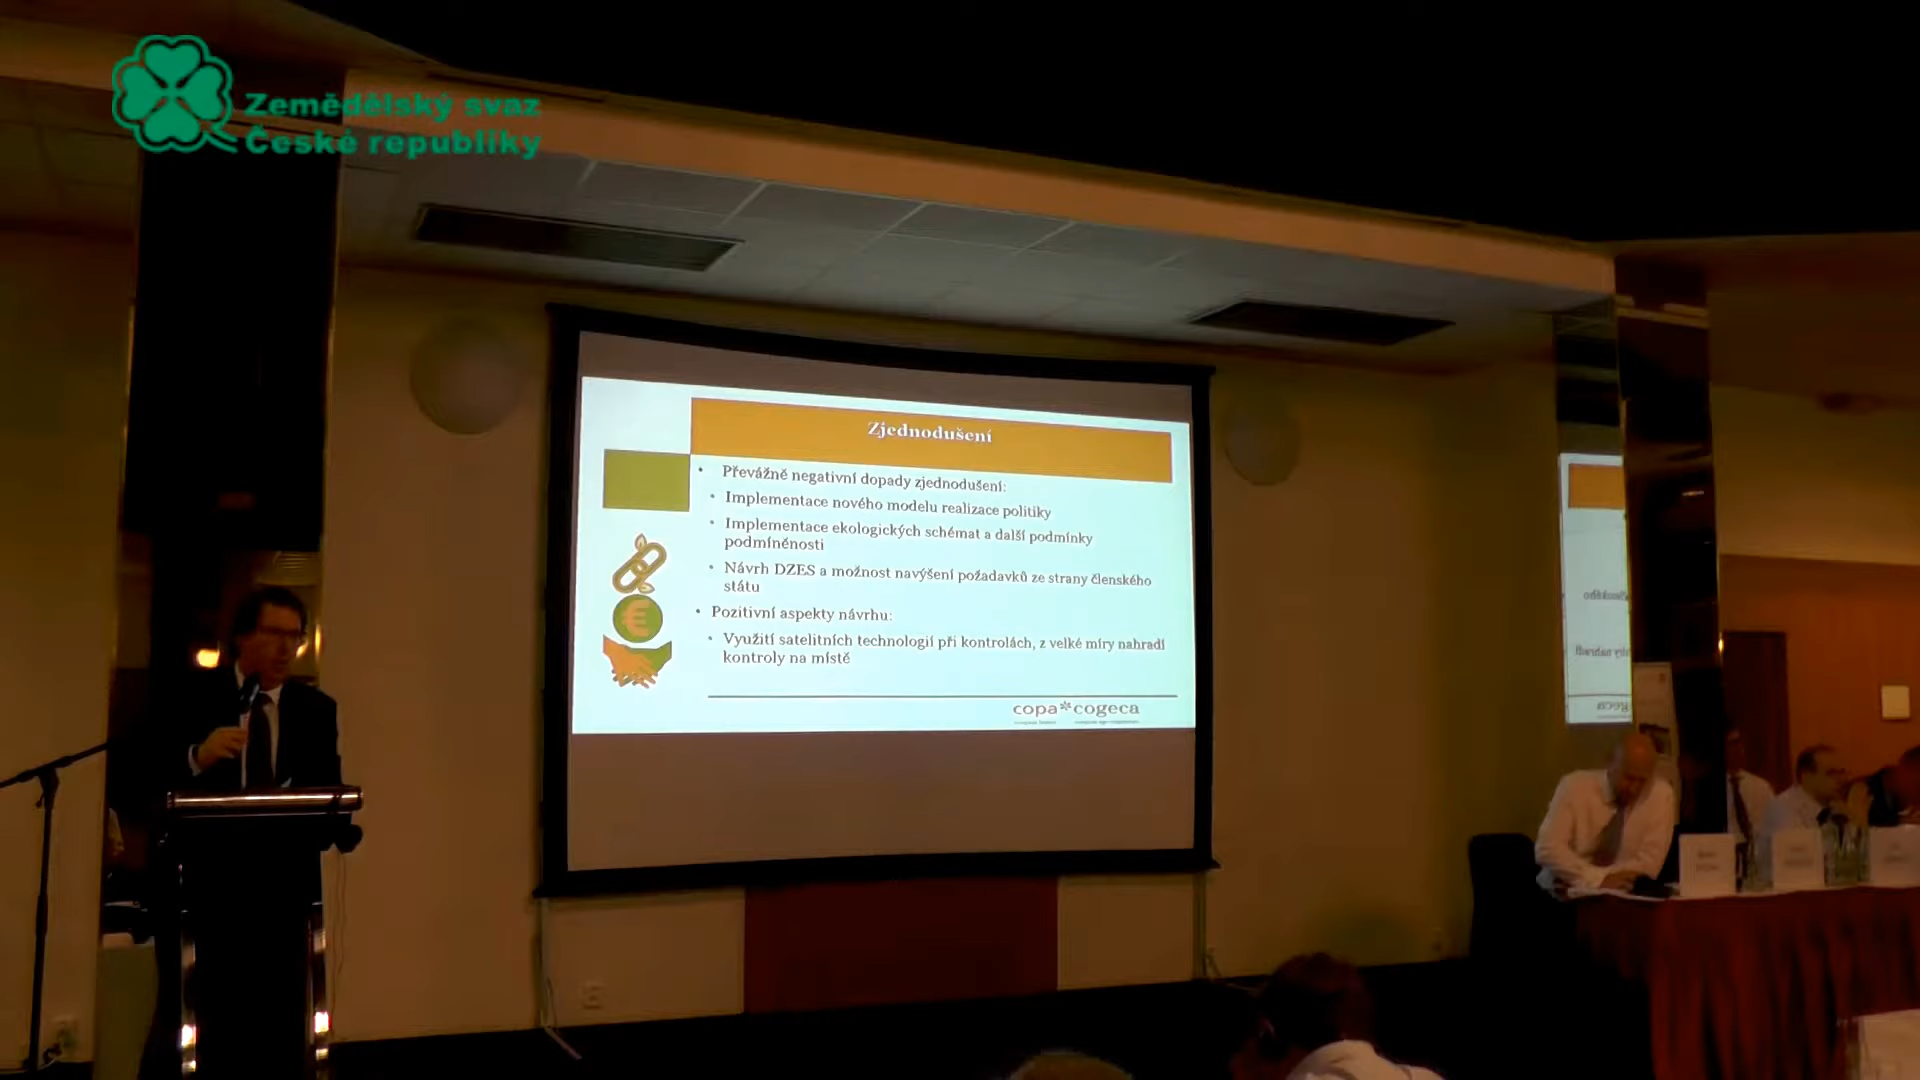 Zemědělský svaz
České republiky
Zjednodušení
• Převážně negativní dopady zjednodušení:
• Implementace nového modelu realizace politiky
• Implementace ekologických schémat a další podmínky
podmíněnosti
• Návrh DZES a možnost navýšení požadavků ze strany členského
státu
• Pozitivní aspekty návrhu:
• Využití satelitních technologií při kontrolách, z velké míry nahradí
kontroly na místě
copa*cogeca